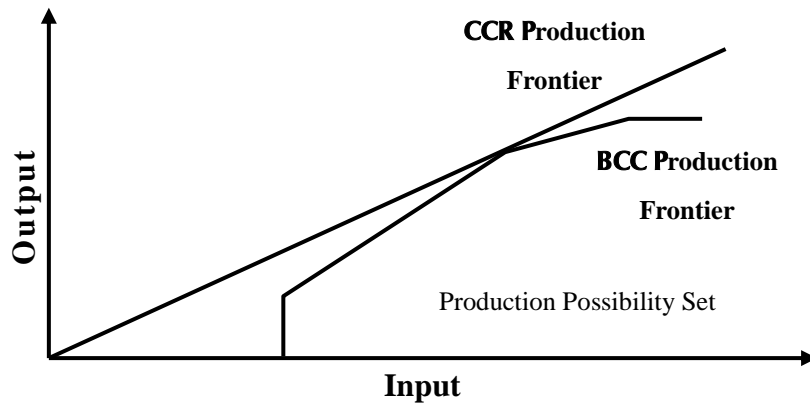 CCR Production
Frontier
BCC Production
Frontier
Production Possibility Set
Output
Input